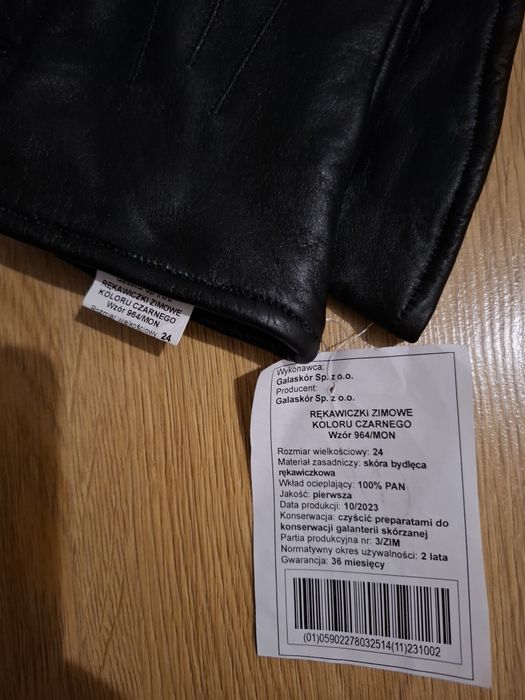 RĘKAWICZKI ZIMOWE
KOLORU CZARNEGO
Wzór 964/MON
Rozmiar wielkościowy: 24
Wykonawca:
Galaskór Sp. z o.o.
Producent:
Galaskór Sp. z o.o.
RĘKAWICZKI ZIMOWE
KOLORU CZARNEGO
Wzór 964/MON
Rozmiar wielkościowy: 24
Materiał zasadniczy: skóra bydlęca
rękawiczkowa
Wkład ocieplający: 100% PAN
Jakość: pierwsza
Data produkcji: 10/2023
Konserwacja: czyścić preparatami do
konserwacji galanterii skórzanej
Partia produkcyjna nr: 3/ZIM
Normatywny okres używalności: 2 lata
Gwarancja: 36 miesięcy
(01)05902278032514(11)231002